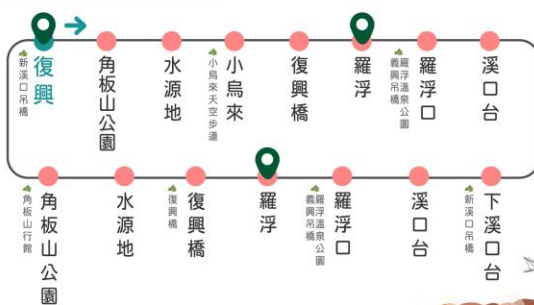 復興
新溪口吊橋
角板山公園
水源地
小烏來
小烏來天空步道
復興橋
羅浮
羅浮口
羅浮溫泉公園
義興吊橋
溪口台
角板山公園
角板山行館
水源地
復興橋
復興橋
羅浮
羅浮口
羅浮溫泉公園
義興吊橋
溪口台
下溪口台
新溪口吊橋